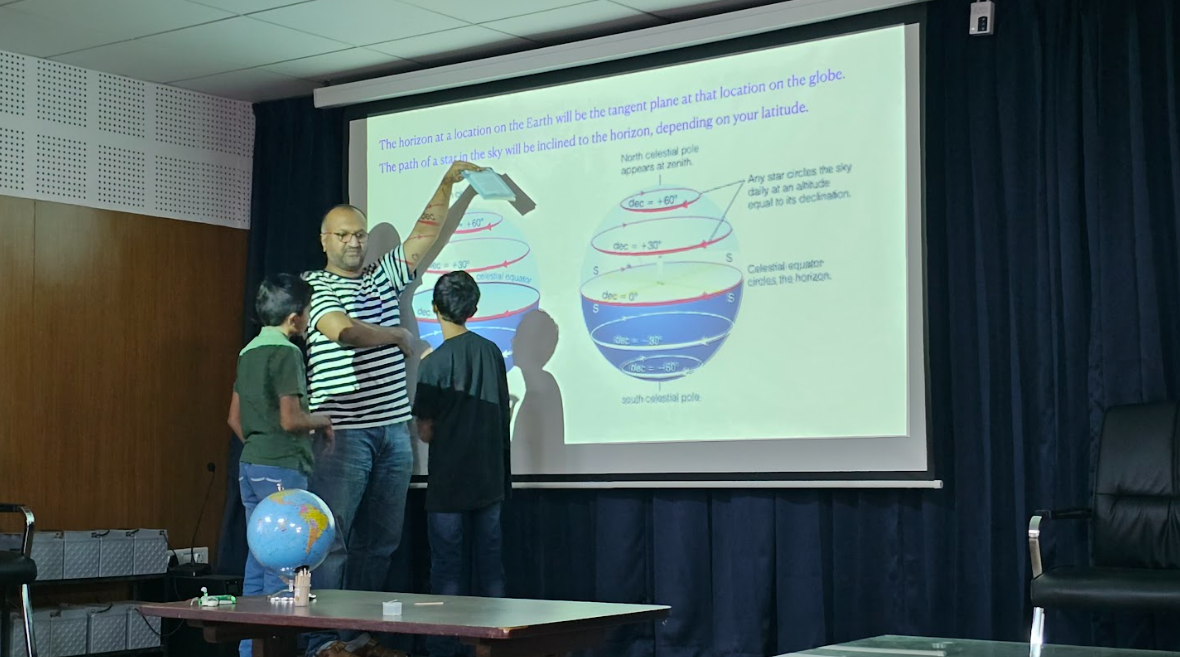 The horizon at a location on the Earth will be the tangent plane at that location on the globe.
The path of a star in the sky will be inclined to the horizon, depending on your latitude.
North celestial pole
appears at zenith.
Any star circles the sky
daily at an altitude
equal to its declination.
dec = +60°
dec = +30°
S
S
Celestial equator
circles the horizon.
dec = 0°
S
S
dec = −30°
dec = −60°
south celestial pole
+60°
dec = +30°
celestial equator
dec